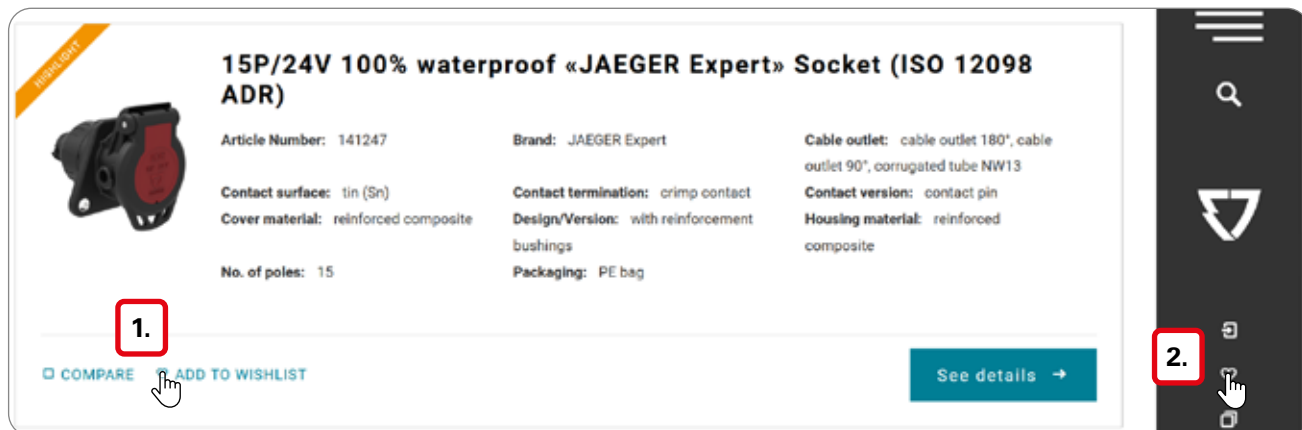 HIGHLIGHT
15P/24V 100% waterproof «JAEGER Expert» Socket (ISO 12098
ADR)
Article Number: 141247
Brand: JAEGER Expert
Cable outlet: cable outlet 180°, cable
outlet 90°, corrugated tube NW13
Contact surface: tin (Sn)
Contact termination: crimp contact
Contact version: contact pin
Cover material: reinforced composite
Design/Version: with reinforcement
bushings
Housing material: reinforced
composite
No. of poles: 15
Packaging: PE bag
1.
COMPARE
ADD TO WISHLIST
See details →
2.